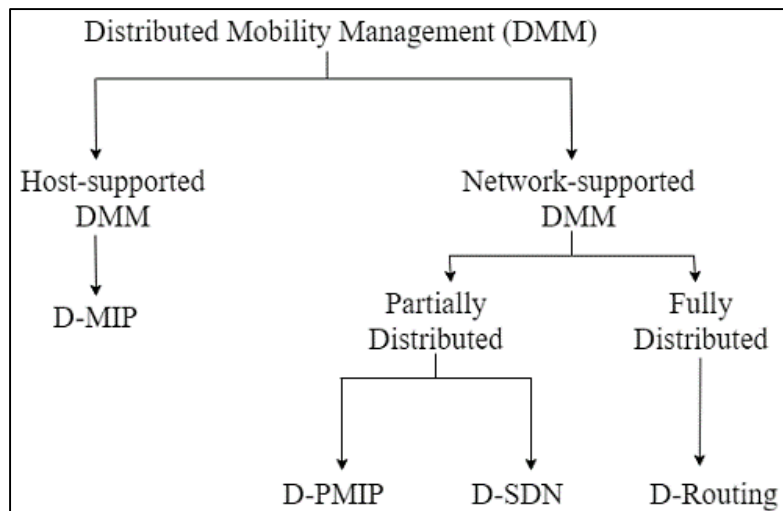 Distributed Mobility Management (DMM)
Host-supported
DMM
Network-supported
DMM
D-MIP
Partially
Distributed
Fully
Distributed
D-PMIP
D-SDN
D-Routing